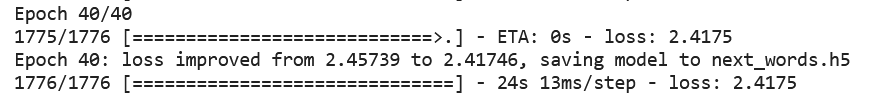 Epoch 40/40
1775/1776 [============================>.] - ETA: 0s - loss: 2.4175
Epoch 40: loss improved from 2.45739 to 2.41746, saving model to next_words.h5
1776/1776 [==============================] - 24s 13ms/step - loss: 2.4175